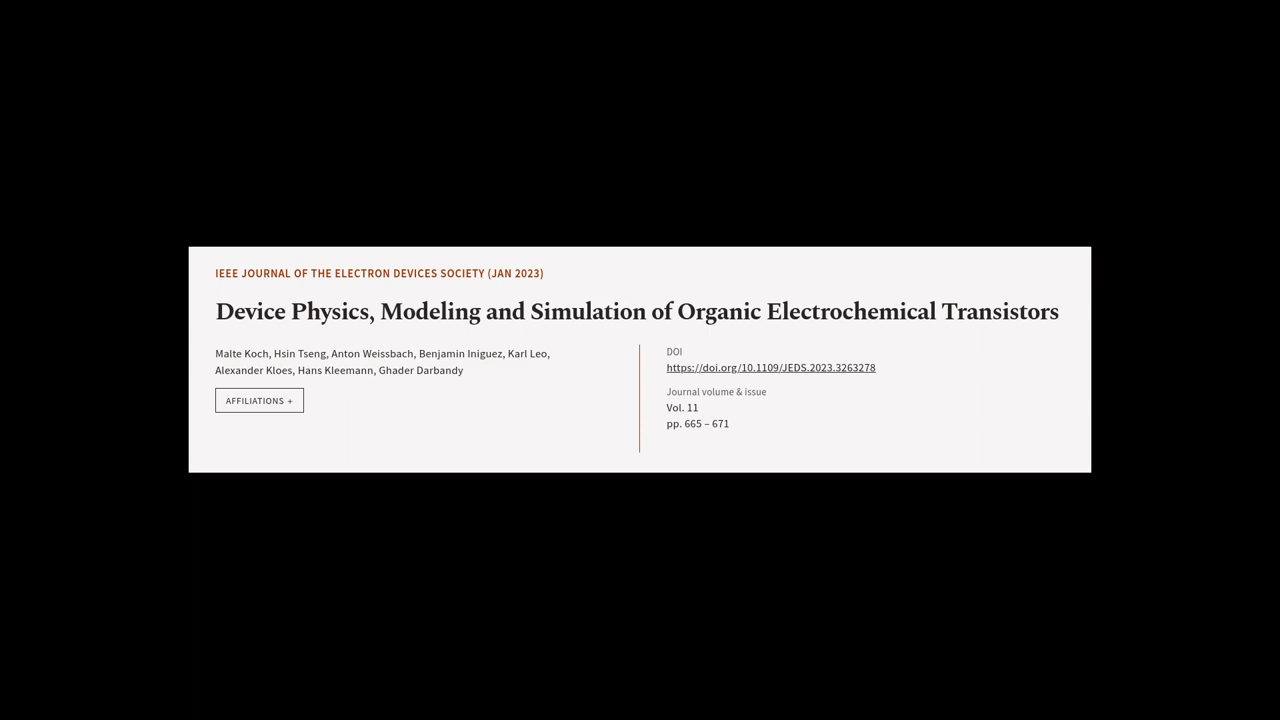 IEEE JOURNAL OF THE ELECTRON DEVICES SOCIETY (JAN 2023)
Device Physics, Modeling and Simulation of Organic Electrochemical Transistors
Malte Koch, Hsin Tseng, Anton Weissbach, Benjamin Iniguez, Karl Leo,
Alexander Kloes, Hans Kleemann, Ghader Darbandy
AFFILIATIONS +
DOI
https://doi.org/10.1109/JEDS.2023.3263278
Journal volume & issue
Vol. 11
pp. 665 – 671